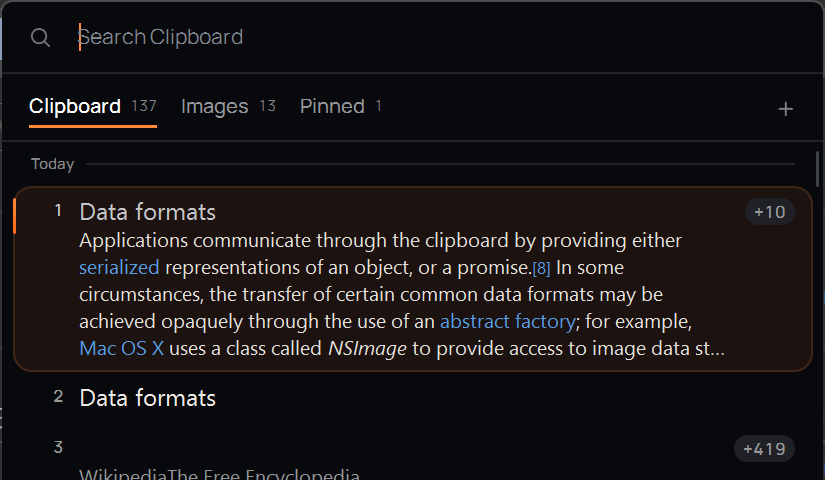 Search Clipboard
Clipboard 137 Images 13 Pinned 1
Today
1 Data formats +10
Applications communicate through the clipboard by providing either
serialized representations of an object, or a promise.[8] In some
circumstances, the transfer of certain common data formats may be
achieved opaquely through the use of an abstract factory; for example,
Mac OS X uses a class called NSImage to provide access to image data st...
2 Data formats
3 +419
WikipediaThe Free Encyclopedia